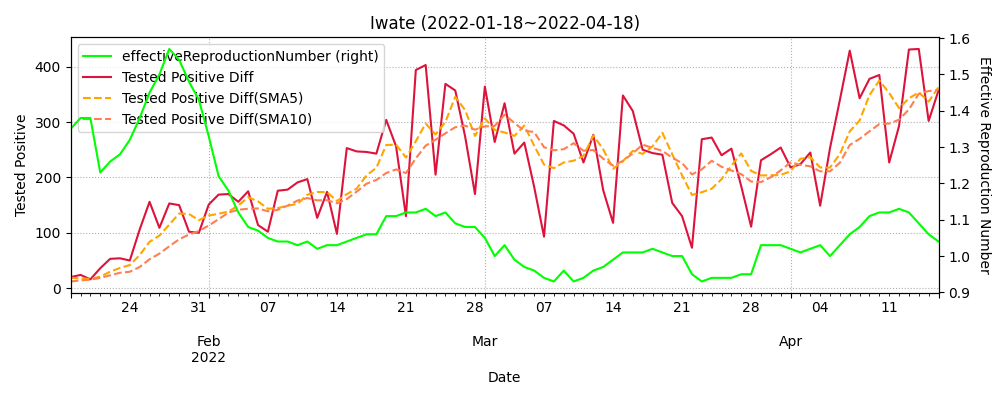 Iwate (2022-01-18~2022-04-18)
effectiveReproductionNumber (right)
Tested Positive Diff
Tested Positive Diff(SMA5)
Tested Positive Diff(SMA10)
Tested Positive
400
300
200
100
0
Effective Reproduction Number
1.6
1.5
1.4
1.3
1.2
1.1
1.0
0.9
24 31 07 14 21 28 07 14 21 28 04 11
Feb Mar Apr
2022
Date